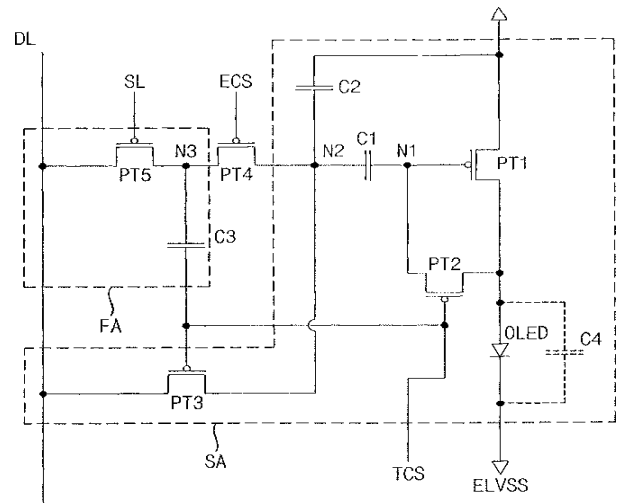 DL
SL
ECS
C2
C1
N3
N2
N1
PT5
PT4
PT1
C3
PT2
FA
OLED
C4
PT3
SA
TCS
ELVSS